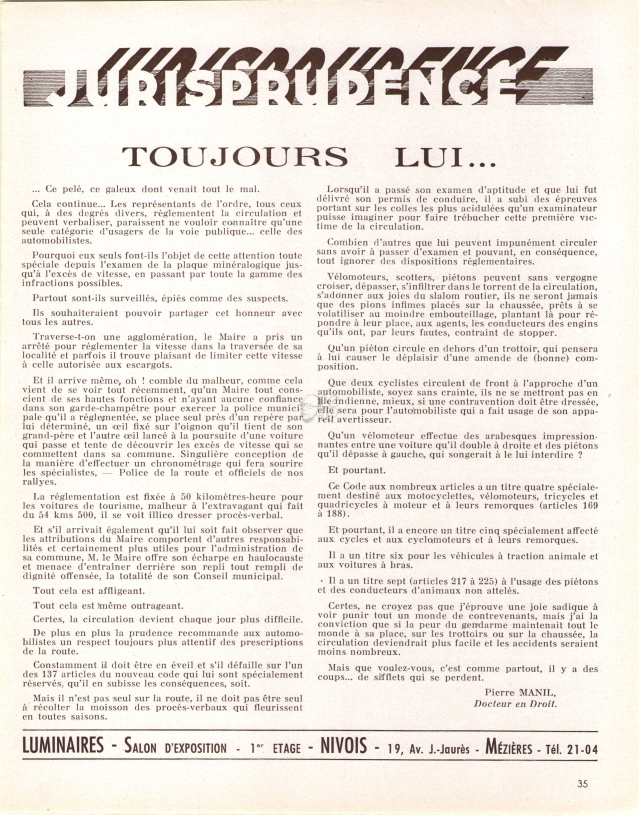 JURISPRUDENCE
TOUJOURS LUI...
... Ce pelé, ce galeux dont venait tout le mal.
Cela continue... Les représentants de l'ordre, tous ceux
qui, à des degrés divers, réglementent la circulation et
peuvent verbaliser, paraissent ne vouloir connaître qu'une
seule catégorie d'usagers de la voie publique... celle des
automobilistes.
Pourquoi eux seuls font-ils l'objet de cette attention toute
spéciale depuis l'examen de la plaque minéralogique jus-
qu'à l'excès de vitesse, en passant par toute la gamme des
infractions possibles.
Partout sont-ils surveillés, épiés comme des suspects.
Ils souhaiteraient pouvoir partager cet honneur avec
tous les autres.
Traverse-t-on une agglomération, le Maire a pris un
arrêté pour réglementer la vitesse dans la traversée de sa
localité et parfois il trouve plaisant de limiter cette vitesse
à celle autorisée aux escargots.
Et il arrive même, oh ! comble du malheur, comme cela
vient de se voir tout récemment, qu'un Maire tout cons-
cient de ses hautes fonctions et n'ayant aucune confiance
dans son garde-champêtre pour exercer la police munici-
pale qu'il a réglementée, se place seul près d'un repère par
lui déterminé, un œil fixé sur l'oignon qu'il tient de son
grand-père et l'autre œil lancé à la poursuite d'une voiture
qui passe et tente de découvrir les excès de vitesse qui se
commettent dans sa commune. Singulière conception de
la manière d'effectuer un chronométrage qui fera sourire
les spécialistes, — Police de la route et officiels de nos
rallyes.
La réglementation est fixée à 50 kilomètres-heure pour
les voitures de tourisme, malheur à l'extravagant qui fait
du 54 kms 500, il se voit illico dresser procès-verbal.
Et s'il arrivait également qu'il lui soit fait observer que
les attributions du Maire comportent d'autres responsabi-
lités et certainement plus utiles pour l'administration de
sa commune, M. le Maire offre son écharpe en haulocauste
et menace d'entraîner derrière son repli tout rempli de
dignité offensée, la totalité de son Conseil municipal.
Tout cela est affligeant.
Tout cela est même outrageant.
Certes, la circulation devient chaque jour plus difficile.
De plus en plus la prudence recommande aux automo-
bilistes un respect toujours plus attentif des prescriptions
de la route.
Constamment il doit être en éveil et s'il défaille sur l'un
des 137 articles du nouveau code qui lui sont spécialement
réservés, qu'il en subisse les conséquences, soit.
Mais il n'est pas seul sur la route, il ne doit pas être seul
à récolter la moisson des procès-verbaux qui fleurissent
en toutes saisons.
Lorsqu'il a passé son examen d'aptitude et que lui fut
délivré son permis de conduire, il a subi des épreuves
portant sur les colles les plus acidulées qu'un examinateur
puisse imaginer pour faire trébucher cette première vic-
time de la circulation.
Combien d'autres que lui peuvent impunément circuler
sans avoir à passer d'examen et pouvant, en conséquence,
tout ignorer des dispositions réglementaires.
Vélomoteurs, scotters, piétons peuvent sans vergogne
croiser, dépasser, s'infiltrer dans le torrent de la circulation,
s'adonner aux joies du slalom routier, ils ne seront jamais
que des pions infimes placés sur la chaussée, prêts à se
volatiliser au moindre embouteillage, plantant là pour ré-
pondre à leur place, aux agents, les conducteurs des engins
qu'ils ont, par leurs fautes, contraint de stopper.
Qu'un piéton circule en dehors d'un trottoir, qui pensera
à lui causer le déplaisir d'une amende de (bonne) com-
position.
Que deux cyclistes circulent de front à l'approche d'un
automobiliste, soyez sans crainte, ils ne se mettront pas en
file indienne, mieux, si une contravention doit être dressée,
elle sera pour l'automobiliste qui a fait usage de son appa-
reil avertisseur.
Qu'un vélomoteur effectue des arabesques impression-
nantes entre une voiture qu'il double à droite et des piétons
qu'il dépasse à gauche, qui songerait à le lui interdire ?
Et pourtant.
Ce Code aux nombreux articles a un titre quatre spéciale-
ment destiné aux motocyclettes, vélomoteurs, tricycles et
quadricycles à moteur et à leurs remorques (articles 169
à 188).
Et pourtant, il a encore un titre cinq spécialement affecté
aux cycles et aux cyclomoteurs et à leurs remorques.
Il a un titre six pour les véhicules à traction animale et
aux voitures à bras.
Il a un titre sept (articles 217 à 225) à l'usage des piétons
et des conducteurs d'animaux non attelés.
Certes, ne croyez pas que j'éprouve une joie sadique à
voir punir tout un monde de contrevenants, mais j'ai la
conviction que si la peur du gendarme maintenait tout le
monde à sa place, sur les trottoirs ou sur la chaussée, la
circulation deviendrait plus facile et les accidents seraient
moins nombreux.
Mais que voulez-vous, c'est comme partout, il y a des
coups... de sifflets qui se perdent.
Pierre MANIL,
Docteur en Droit.
LUMINAIRES - SALON D'EXPOSITION - 1er ETAGE - NIVOIS - 19, Av. J.-Jaurès - MÉZIÈRES - Tél. 21-04
35